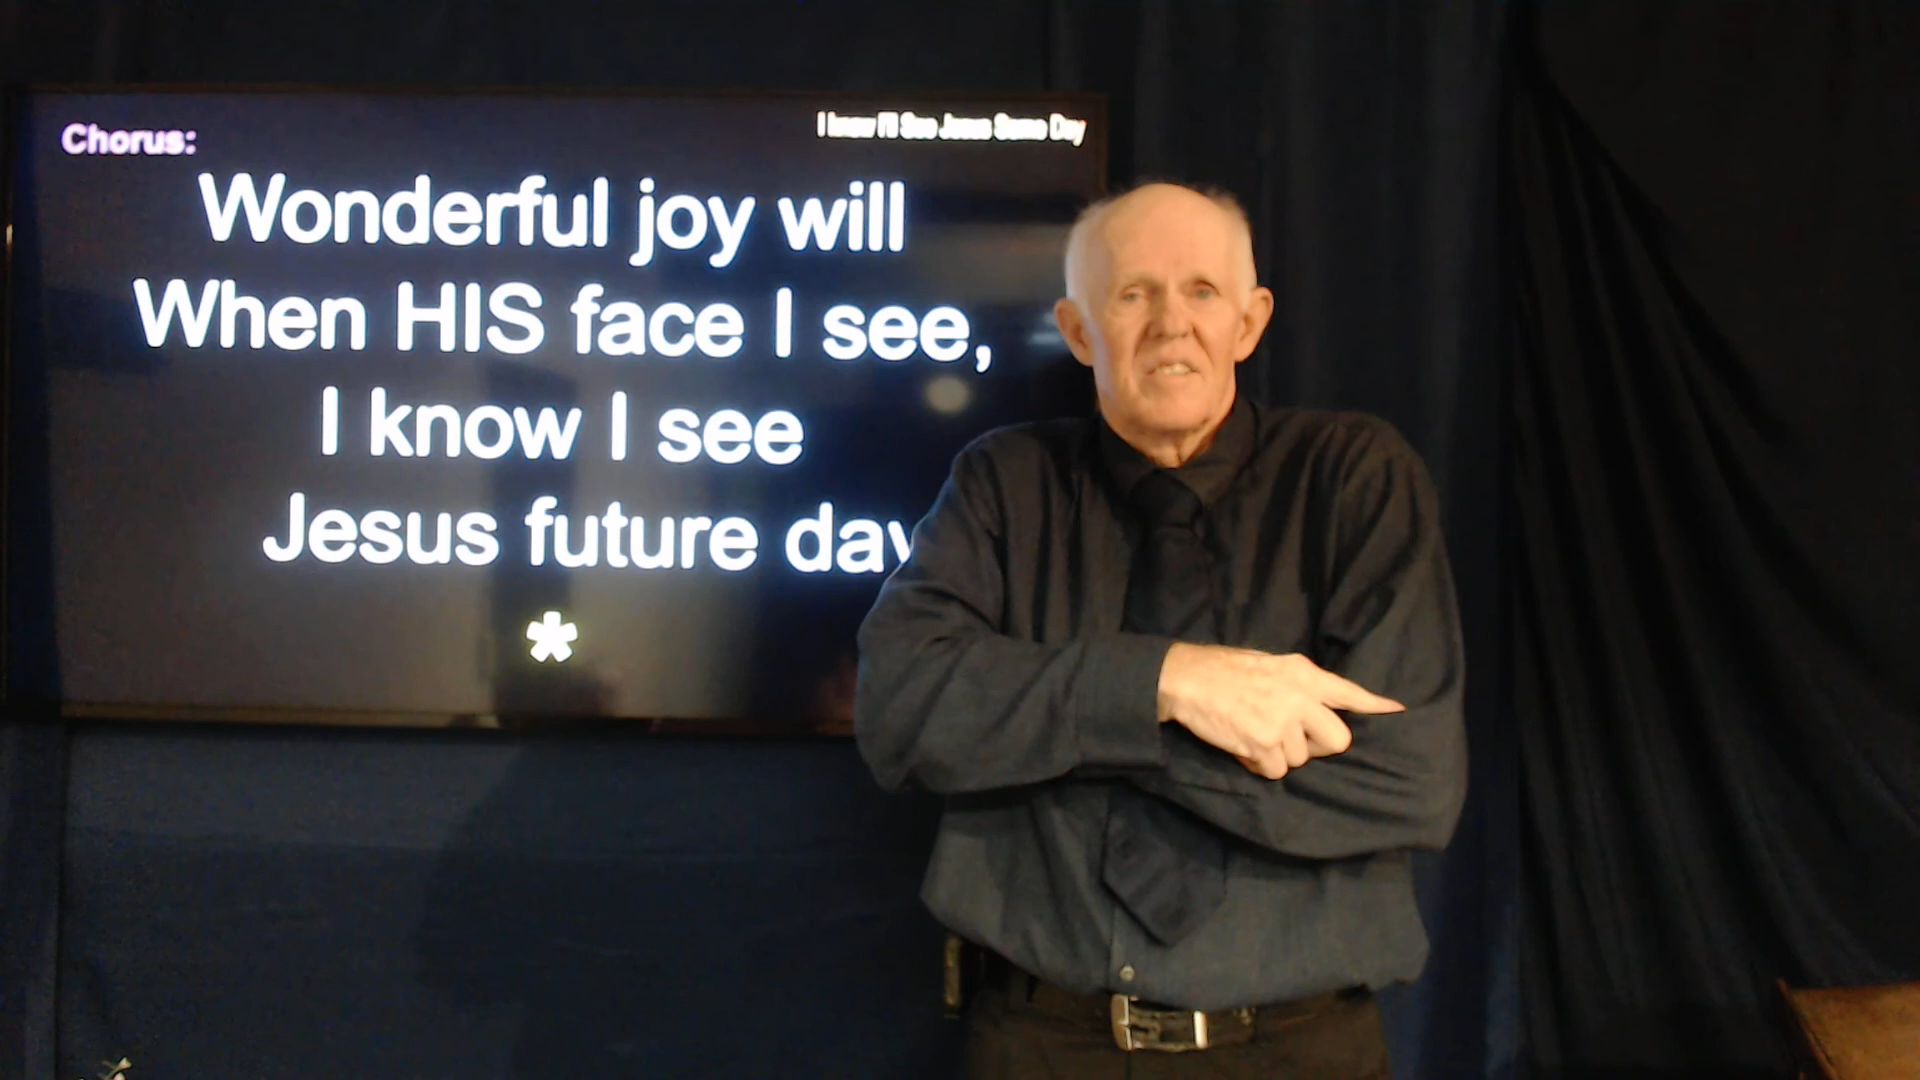 Chorus:
I know I'll See Jesus Some Day
Wonderful joy will
When HIS face I see,
I know I see
Jesus future day
*